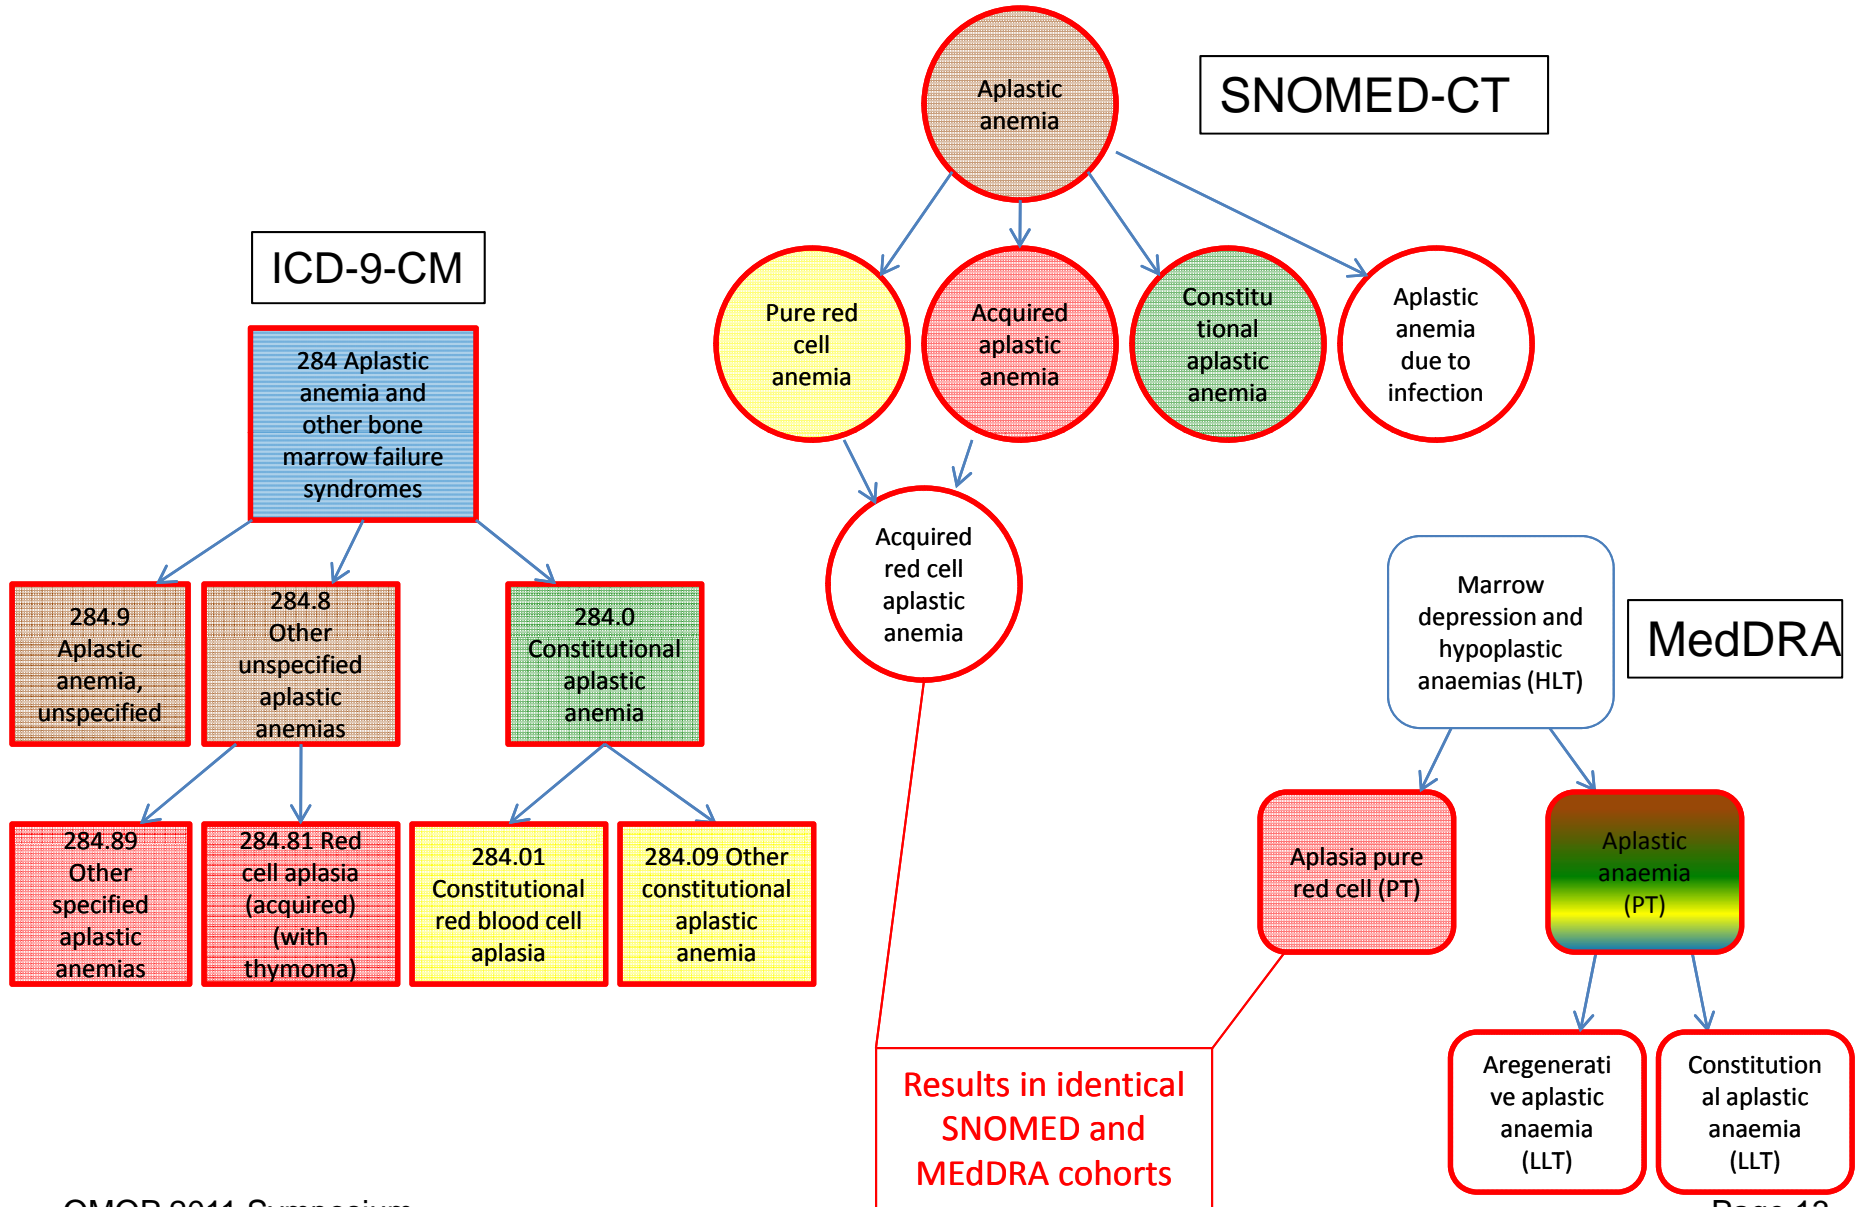 Aplastic
anemia
SNOMED-CT
ICD-9-CM
Pure red
cell
anemia
Acquired
aplastic
anemia
Constitu
tional
aplastic
anemia
Aplastic
anemia
due to
infection
284 Aplastic
anemia and
other bone
marrow failure
syndromes
Acquired
red cell
aplastic
anemia
284.9
Aplastic
anemia,
unspecified
284.8
Other
unspecified
aplastic
anemias
284.0
Constitutional
aplastic
anemia
Marrow
depression and
hypoplastic
anaemias (HLT)
MedDRA
284.89
Other
specified
aplastic
anemias
284.81 Red
cell aplasia
(acquired)
(with
thymoma)
284.01
Constitutional
red blood cell
aplasia
284.09 Other
constitutional
aplastic
anemia
Aplasia pure
red cell (PT)
Aplastic
anaemia
(PT)
Results in identical
SNOMED and
MEdDRA cohorts
Aregenerati
ve aplastic
anaemia
(LLT)
Constitution
al aplastic
anaemia
(LLT)
OMOP 2011 Symposium
Page 13